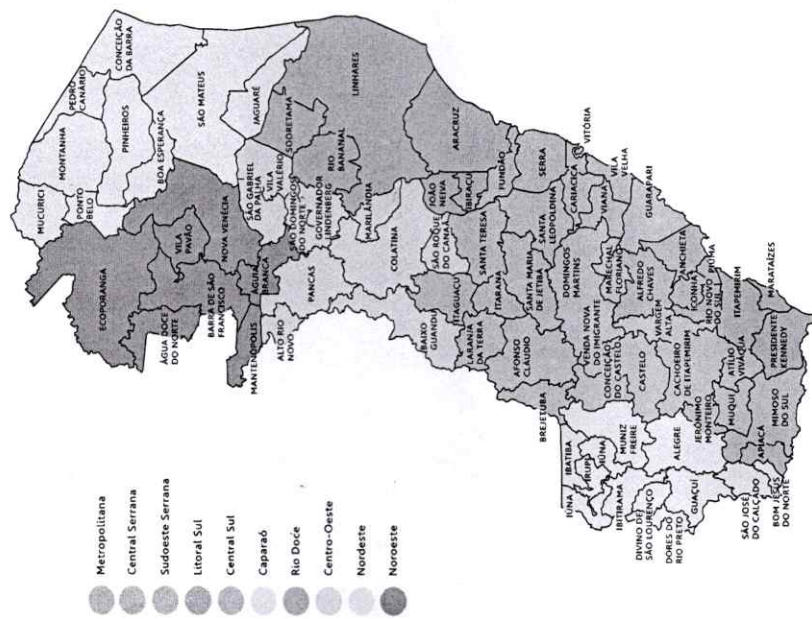 PEDRO
CANÁRIO
CONCEIÇÃO
DA BARRA
MONTANHA
MUCURICI
PINHEIROS
PONTO
BELO
BOA ESPERANÇA
SÃO MATEUS
JAGUARÉ
ECOPORANGA
VILA
PAVÃO
NOVA VENÉCIA
ÁGUA DOCE
DO NORTE
BARRA DE SÃO
FRANCISCO
ÁGUIA
BRANCA
MANTENÓPOLIS
SÃO GABRIEL
DA PALHA
VILA
VALÉRIO
SOORETAMA
LINHARES
RIO
BANANAL
SÃO DOMINGOS
DO NORTE
GOVERNADOR
LINDENBERG
PANCAS
ALTO RIO
NOVO
MARILÂNDIA
COLATINA
BAIXO
GUANDU
ARACRUZ
JOÃO
NEIVA
IBIRAÇU
SÃO ROQUE
DO CANAÃ
FUNDÃO
ITAGUAÇU
SANTA TERESA
ITARANA
LARANJA
DA TERRA
SERRA
SANTA
LEOPOLDINA
SANTA MARIA
DE JETIBÁ
AFONSO
CLÁUDIO
VITÓRIA
CARIACICA
VIANA
VILA
VELHA
DOMINGOS
MARTINS
BREJETUBA
VENDA NOVA
DO IMIGRANTE
CONCEIÇÃO
DO CASTELO
MARECHAL
FLORIANO
GUARAPARI
ALFREDO
CHAVES
ANCHIETA
CASTELO
VARGEM
ALTA
ICONHA
PIÚMA
RIO NOVO
DO SUL
IBATIBA
IÚNA
IRUPI
IÚNA
MUNIZ
FREIRE
IBITIRAMA
CACHOEIRO
DE ITAPEMIRIM
ITAPEMIRIM
MARATAÍZES
ALEGRE
JERÔNIMO
MONTEIRO
ATÍLIO
VIVÁQUA
PRESIDENTE
KENNEDY
MUQUI
MIMOSO
DO SUL
DIVINO DE
SÃO LOURENÇO
DORES DO
RIO PRETO
GUAÇUÍ
APIACÁ
SÃO JOSÉ
DO CALÇADO
BOM JESUS
DO NORTE
Metropolitana
Central Serrana
Sudoeste Serrana
Litoral Sul
Central Sul
Caparaó
Rio Doce
Centro-Oeste
Nordeste
Noroeste